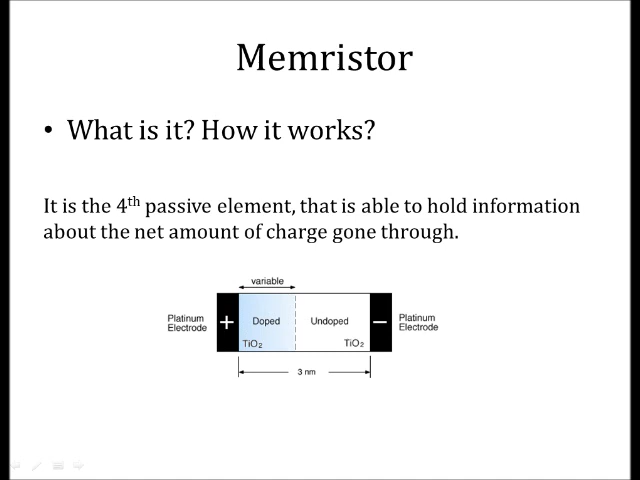 Memristor
• What is it? How it works?
It is the 4th passive element, that is able to hold information
about the net amount of charge gone through.
variable
Platinum
Electrode
+
Doped
Undoped
–
Platinum
Electrode
TiO2
TiO2
3 nm